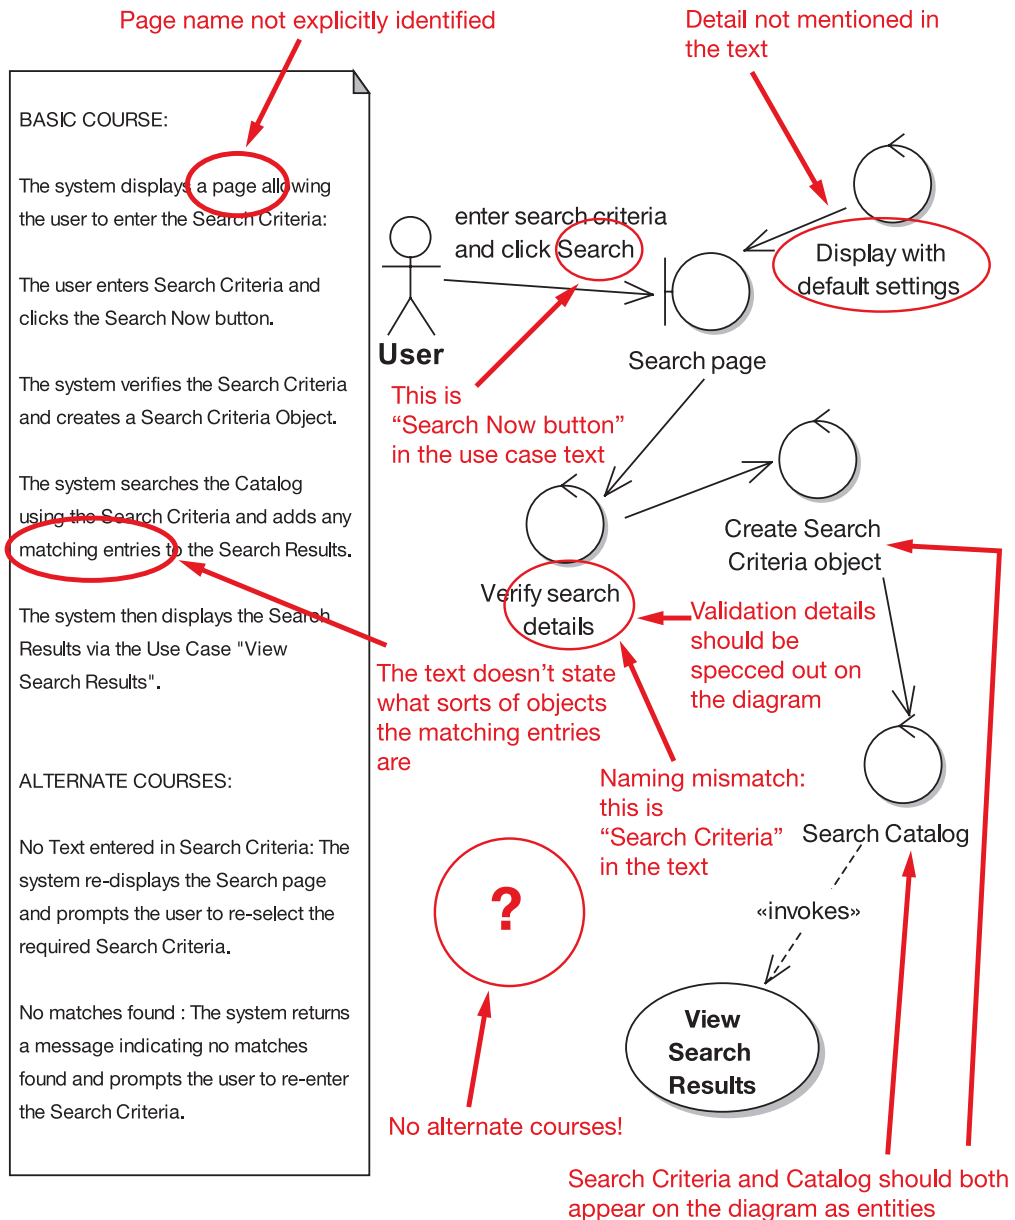 Page name not explicitly identified
Detail not mentioned in
the text
BASIC COURSE:
The system displays a page allowing
the user to enter the Search Criteria:
The user enters Search Criteria and
clicks the Search Now button.
The system verifies the Search Criteria
and creates a Search Criteria Object.
The system searches the Catalog
using the Search Criteria and adds any
matching entries to the Search Results.
The system then displays the Search
Results via the Use Case "View
Search Results".
ALTERNATE COURSES:
No Text entered in Search Criteria: The
system re-displays the Search page
and prompts the user to re-select the
required Search Criteria.
No matches found : The system returns
a message indicating no matches
found and prompts the user to re-enter
the Search Criteria.
enter search criteria
and click Search
User
Display with
default settings
Search page
This is
“Search Now button”
in the use case text
Create Search
Criteria object
Verify search
details
Validation details
should be
specced out on
the diagram
The text doesn’t state
what sorts of objects
the matching entries
are
Naming mismatch:
this is
“Search Criteria”
in the text
Search Catalog
?
«invokes»
View
Search
Results
No alternate courses!
Search Criteria and Catalog should both
appear on the diagram as entities